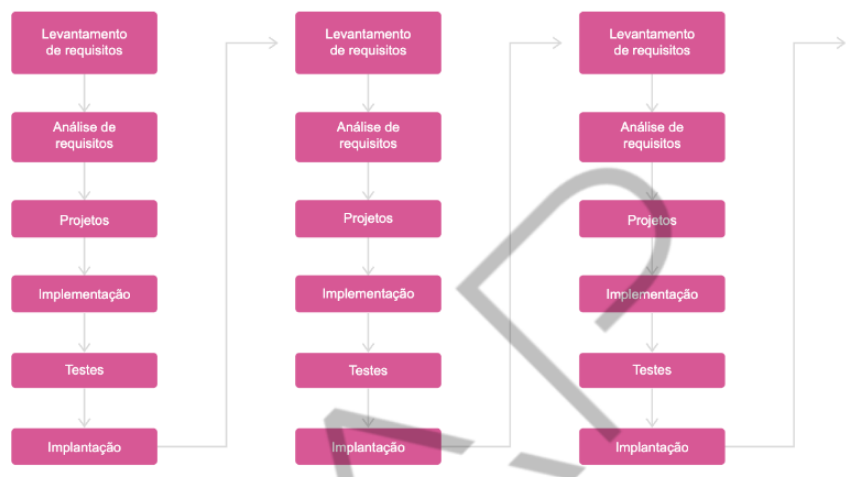 Levantamento
de requisitos
Análise de
requisitos
Projetos
Implementação
Testes
Implantação
Levantamento
de requisitos
Análise de
requisitos
Projetos
Implementação
Testes
Implantação
Levantamento
de requisitos
Análise de
requisitos
Projetos
Implementação
Testes
Implantação